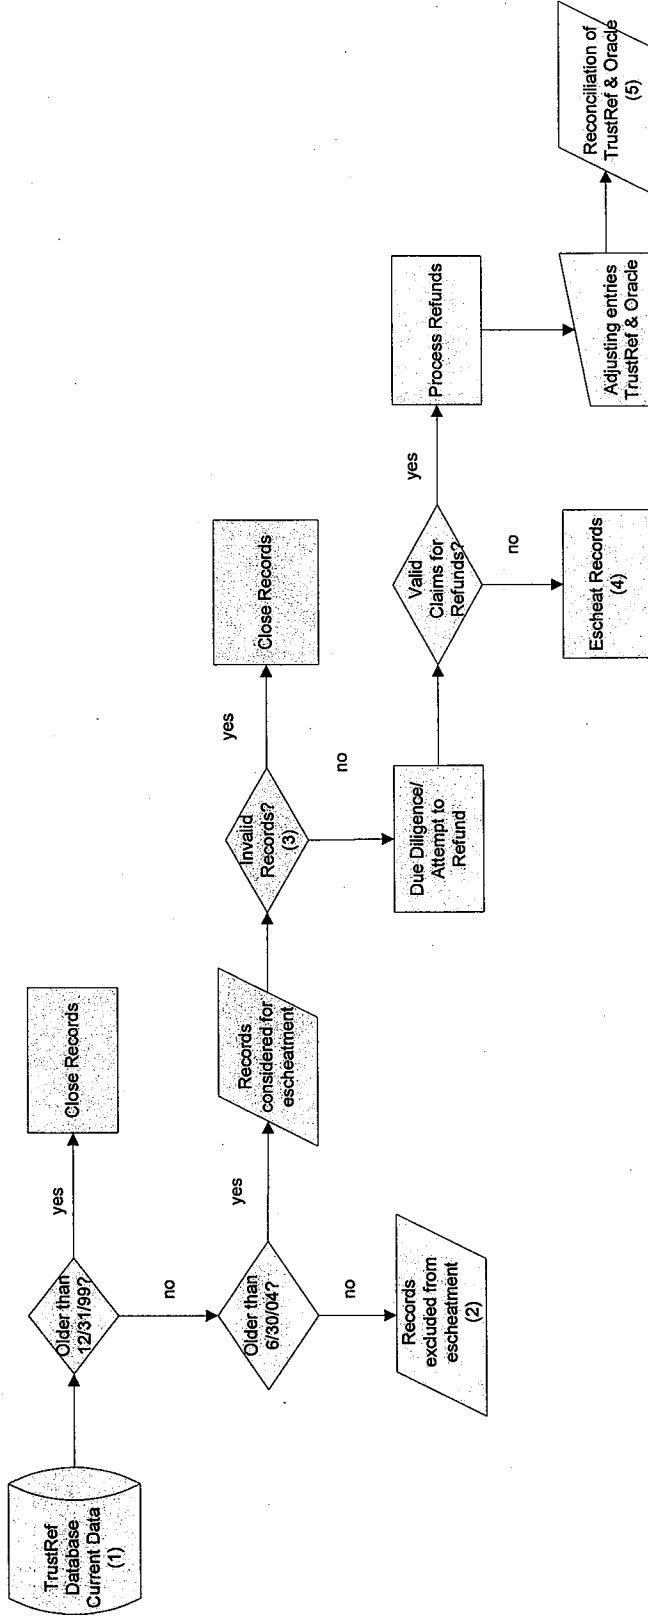 TrustRef
Database
Current Data
(1)
Older than
12/31/99?
yes
Close Records
no
Older than
6/30/04?
yes
no
Records
excluded from
escheatment
(2)
Records
considered for
escheatment
Invalid
Records?
(3)
yes
Close Records
no
Due Diligence/
Attempt to
Refund
Valid
Claims for
Refunds?
yes
Process Refunds
no
Escheat Records
(4)
Adjusting entries
TrustRef & Oracle
Reconciliation of
TrustRef & Oracle
(5)